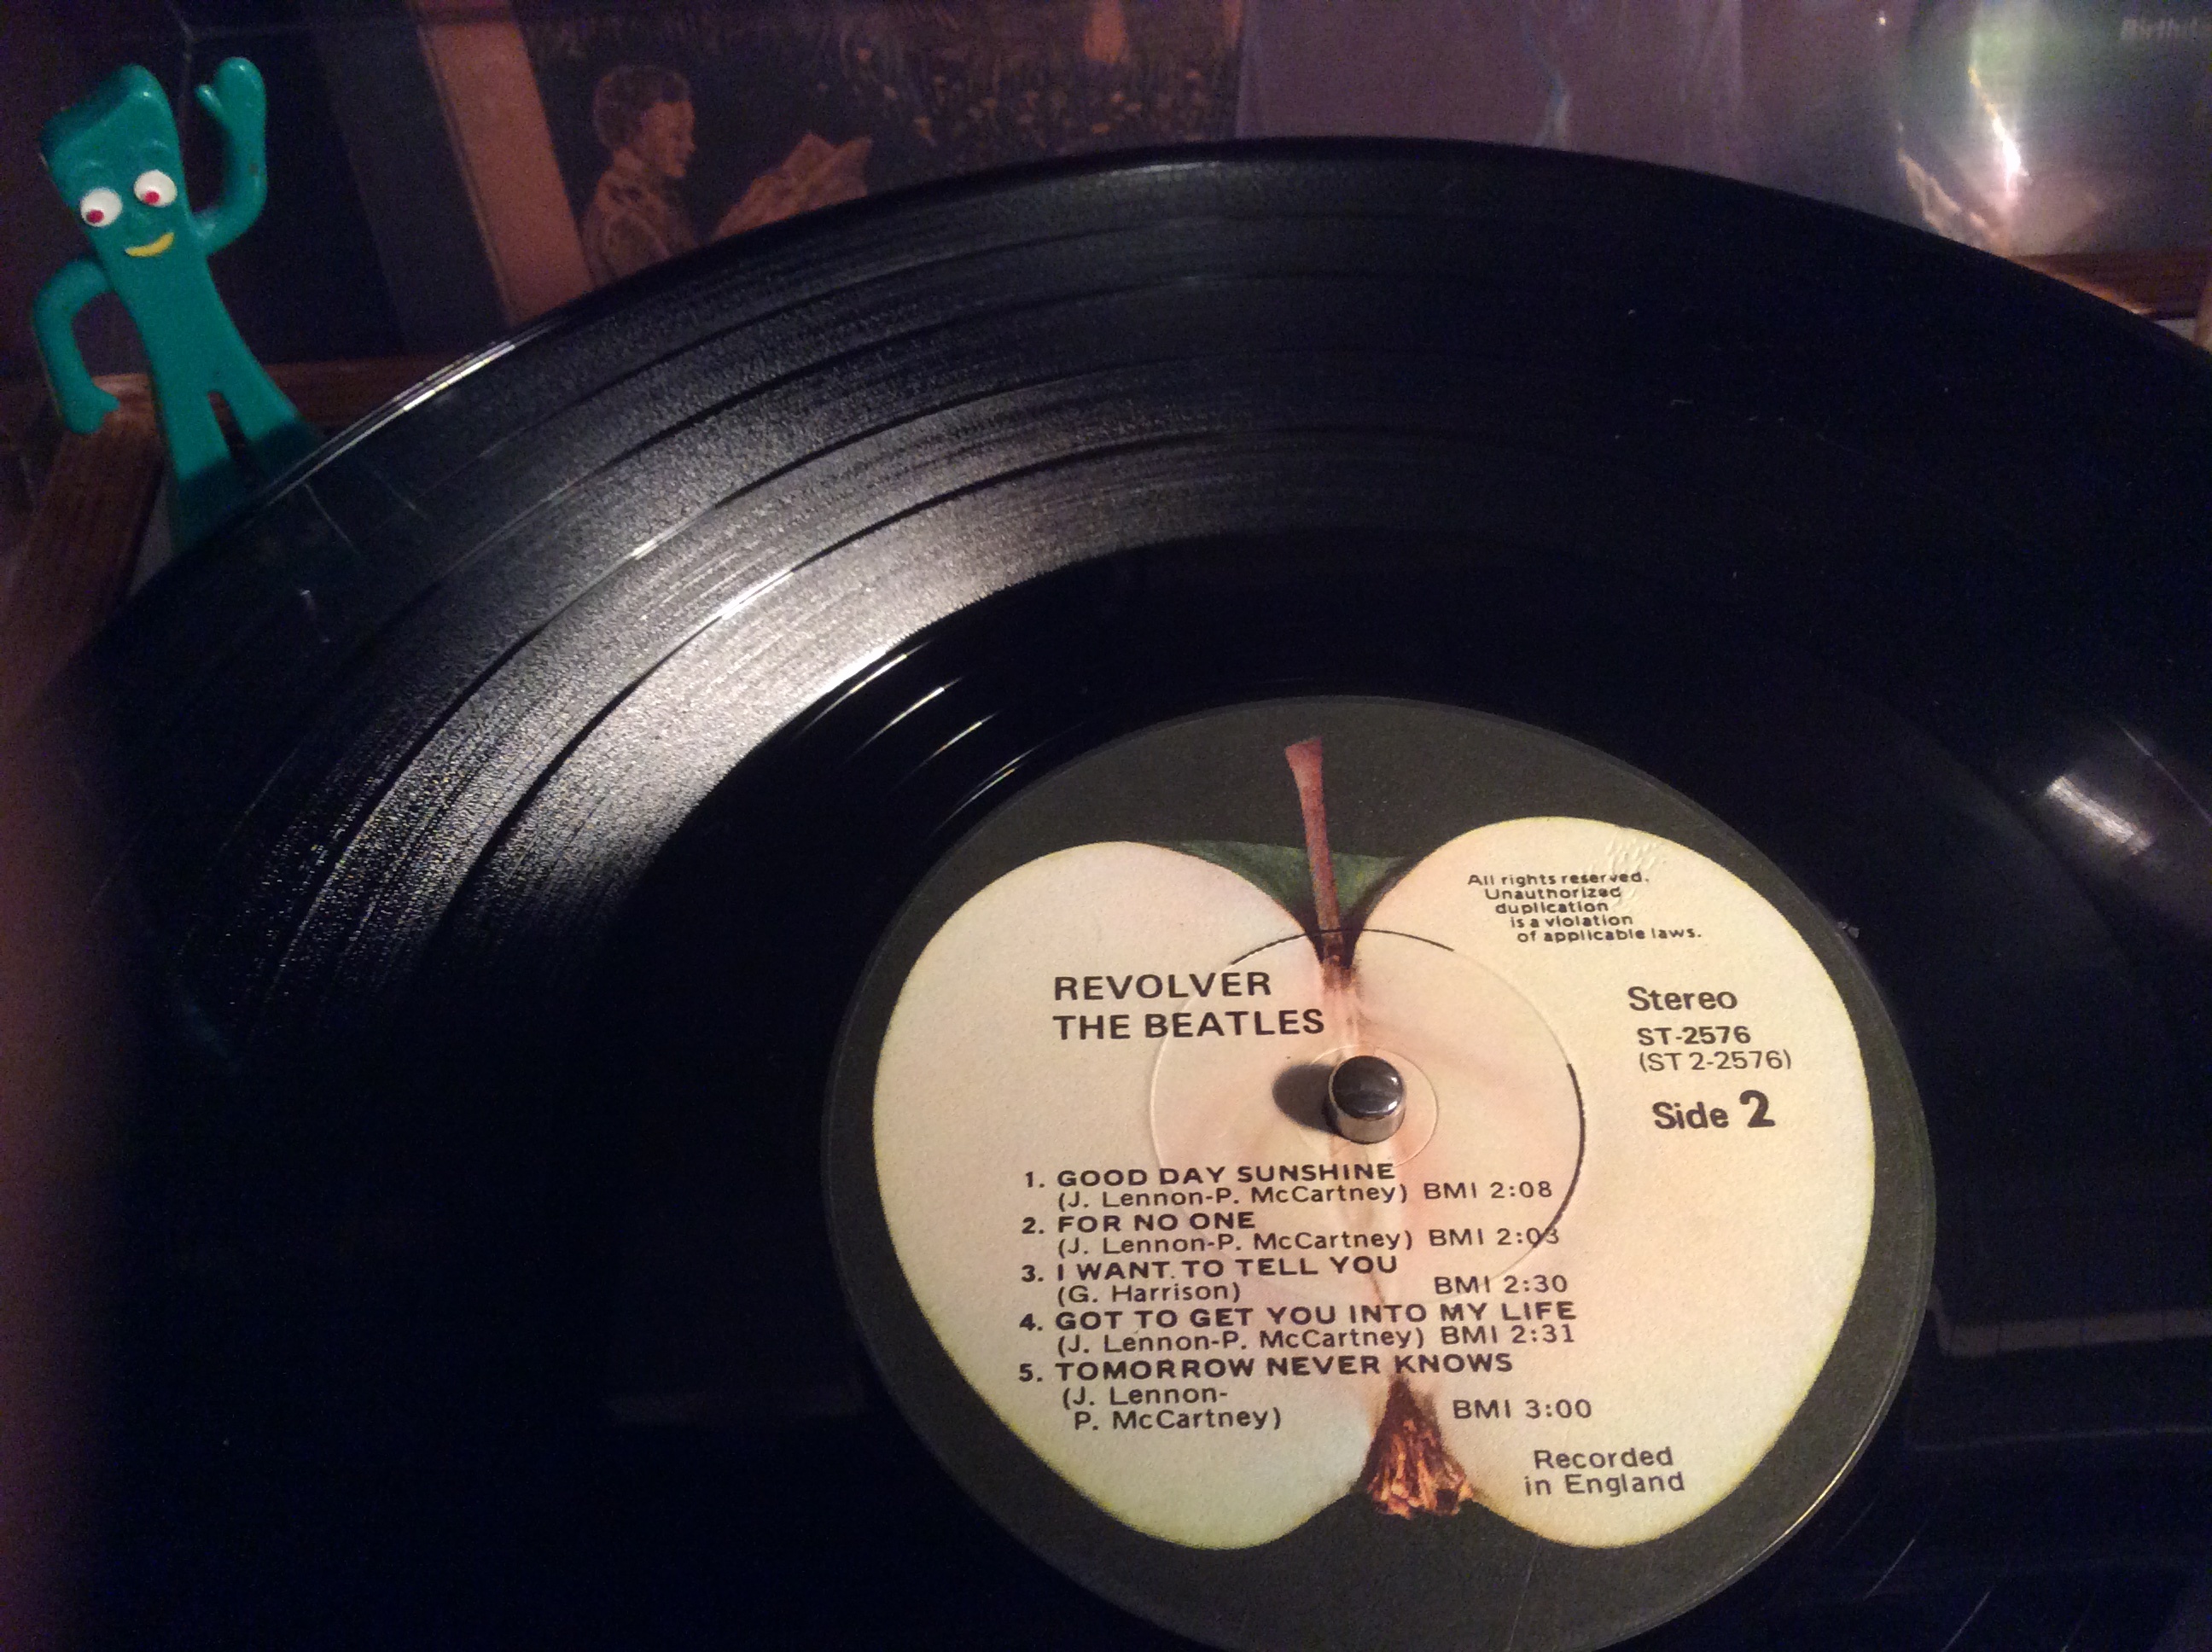 All rights reserved.
Unauthorized
duplication
is a violation
of applicable laws.
REVOLVER
THE BEATLES
Stereo
ST-2576
(ST 2-2576)
Side 2
1. GOOD DAY SUNSHINE
(J. Lennon-P. McCartney) BMI 2:08
2. FOR NO ONE
(J. Lennon-P. McCartney) BMI 2:03
3. I WANT TO TELL YOU
(G. Harrison) BMI 2:30
4. GOT TO GET YOU INTO MY LIFE
(J. Lennon-P. McCartney) BMI 2:31
5. TOMORROW NEVER KNOWS
(J. Lennon-
P. McCartney) BMI 3:00
Recorded
in England